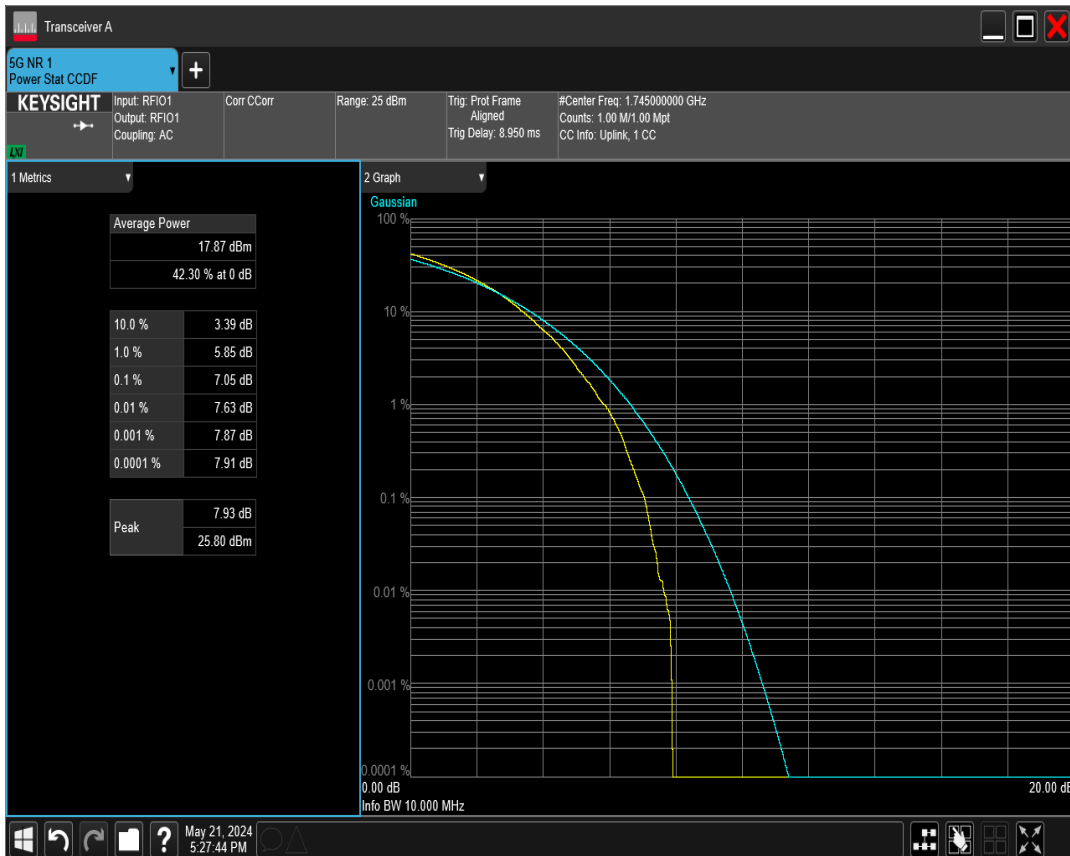 Transceiver A
5G NR 1
Power Stat CCDF
KEYSIGHT
LXI
Input: RFIO1
Output: RFIO1
Coupling: AC
Corr CCorr
Range: 25 dBm
Trig: Prot Frame
Aligned
Trig Delay: 8.950 ms
#Center Freq: 1.745000000 GHz
Counts: 1.00 M/1.00 Mpt
CC Info: Uplink, 1 CC
1 Metrics
Average Power
17.87 dBm
42.30 % at 0 dB
10.0 % 3.39 dB
1.0 % 5.85 dB
0.1 % 7.05 dB
0.01 % 7.63 dB
0.001 % 7.87 dB
0.0001 % 7.91 dB
Peak
7.93 dB
25.80 dBm
2 Graph
Gaussian
100 %
10 %
1 %
0.1 %
0.01 %
0.001 %
0.0001 %
0.00 dB
20.00 dB
Info BW 10.000 MHz
May 21, 2024
5:27:44 PM